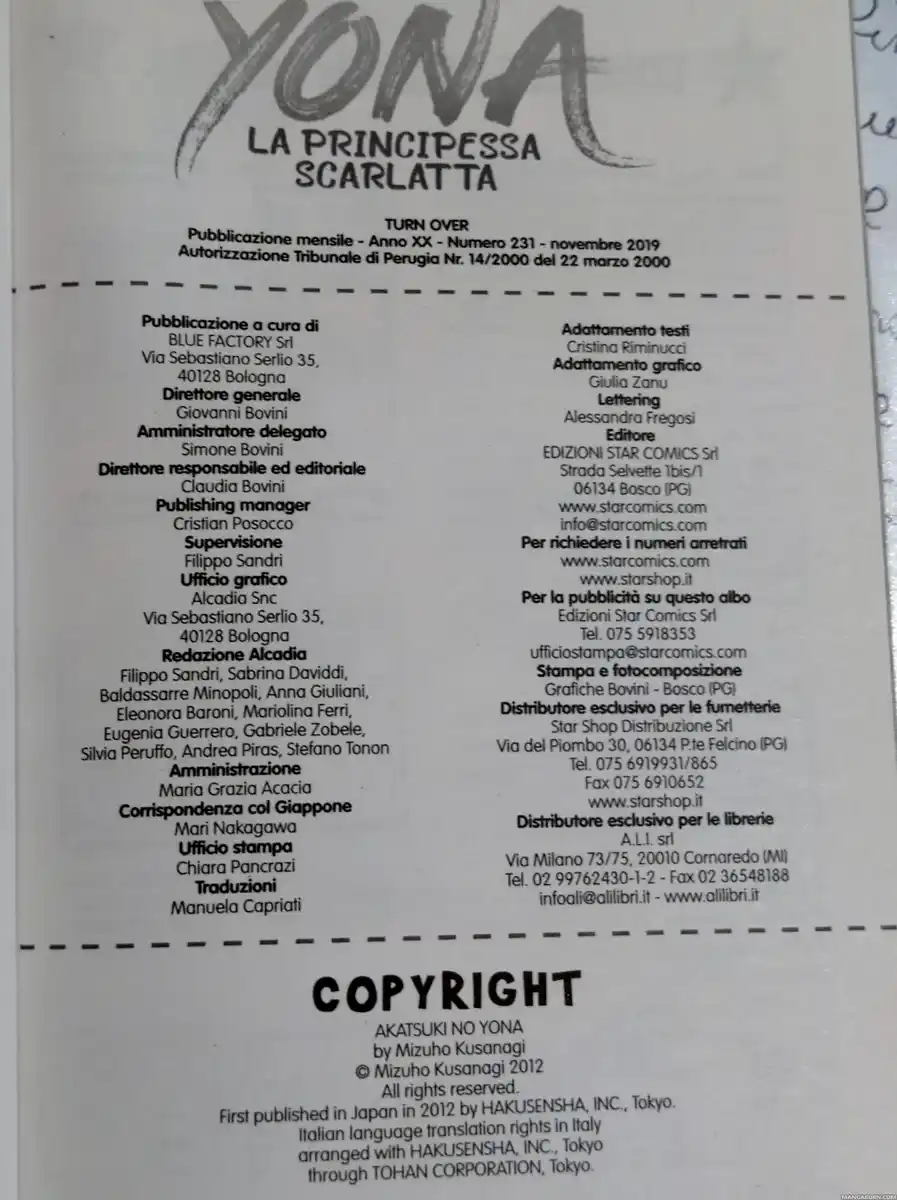 YONA
LA PRINCIPESSA
SCARLATTA
TURN OVER
Pubblicazione mensile - Anno XX - Numero 231 - novembre 2019
Autorizzazione Tribunale di Perugia Nr. 14/2000 del 22 marzo 2000
Pubblicazione a cura di
BLUE FACTORY Srl
Via Sebastiano Serlio 35,
40128 Bologna
Direttore generale
Giovanni Bovini
Amministratore delegato
Simone Bovini
Direttore responsabile ed editoriale
Claudia Bovini
Publishing manager
Cristian Posocco
Supervisione
Filippo Sandri
Ufficio grafico
Alcadia Snc
Via Sebastiano Serlio 35,
40128 Bologna
Redazione Alcadia
Filippo Sandri, Sabrina Daviddi,
Baldassarre Minopoli, Anna Giuliani,
Eleonora Baroni, Mariolina Ferri,
Eugenia Guerrero, Gabriele Zobele,
Silvia Peruffo, Andrea Piras, Stefano Tonon
Amministrazione
Maria Grazia Acacia
Corrispondenza col Giappone
Mari Nakagawa
Ufficio stampa
Chiara Pancrazi
Traduzioni
Manuela Capriati
Adattamento testi
Cristina Riminucci
Adattamento grafico
Giulia Zanu
Lettering
Alessandra Fregosi
Editore
EDIZIONI STAR COMICS Srl
Strada Selvette 1bis/1
06134 Bosco (PG)
www.starcomics.com
info@starcomics.com
Per richiedere i numeri arretrati
www.starcomics.com
www.starshop.it
Per la pubblicità su questo albo
Edizioni Star Comics Srl
Tel. 075 5918353
ufficiostampa@starcomics.com
Stampa e fotocomposizione
Grafiche Bovini - Bosco (PG)
Distributore esclusivo per le fumetterie
Star Shop Distribuzione Srl
Via del Piombo 30, 06134 P.te Felcino (PG)
Tel. 075 6919931/865
Fax 075 6910652
www.starshop.it
Distributore esclusivo per le librerie
A.L.I. srl
Via Milano 73/75, 20010 Cornaredo (MI)
Tel. 02 99762430-1-2 - Fax 02 36548188
infoali@alilibri.it - www.alilibri.it
COPYRIGHT
AKATSUKI NO YONA
by Mizuho Kusanagi
© Mizuho Kusanagi 2012
All rights reserved.
First published in Japan in 2012 by HAKUSENSHA, INC., Tokyo.
Italian language translation rights in Italy
arranged with HAKUSENSHA, INC., Tokyo
through TOHAN CORPORATION, Tokyo.